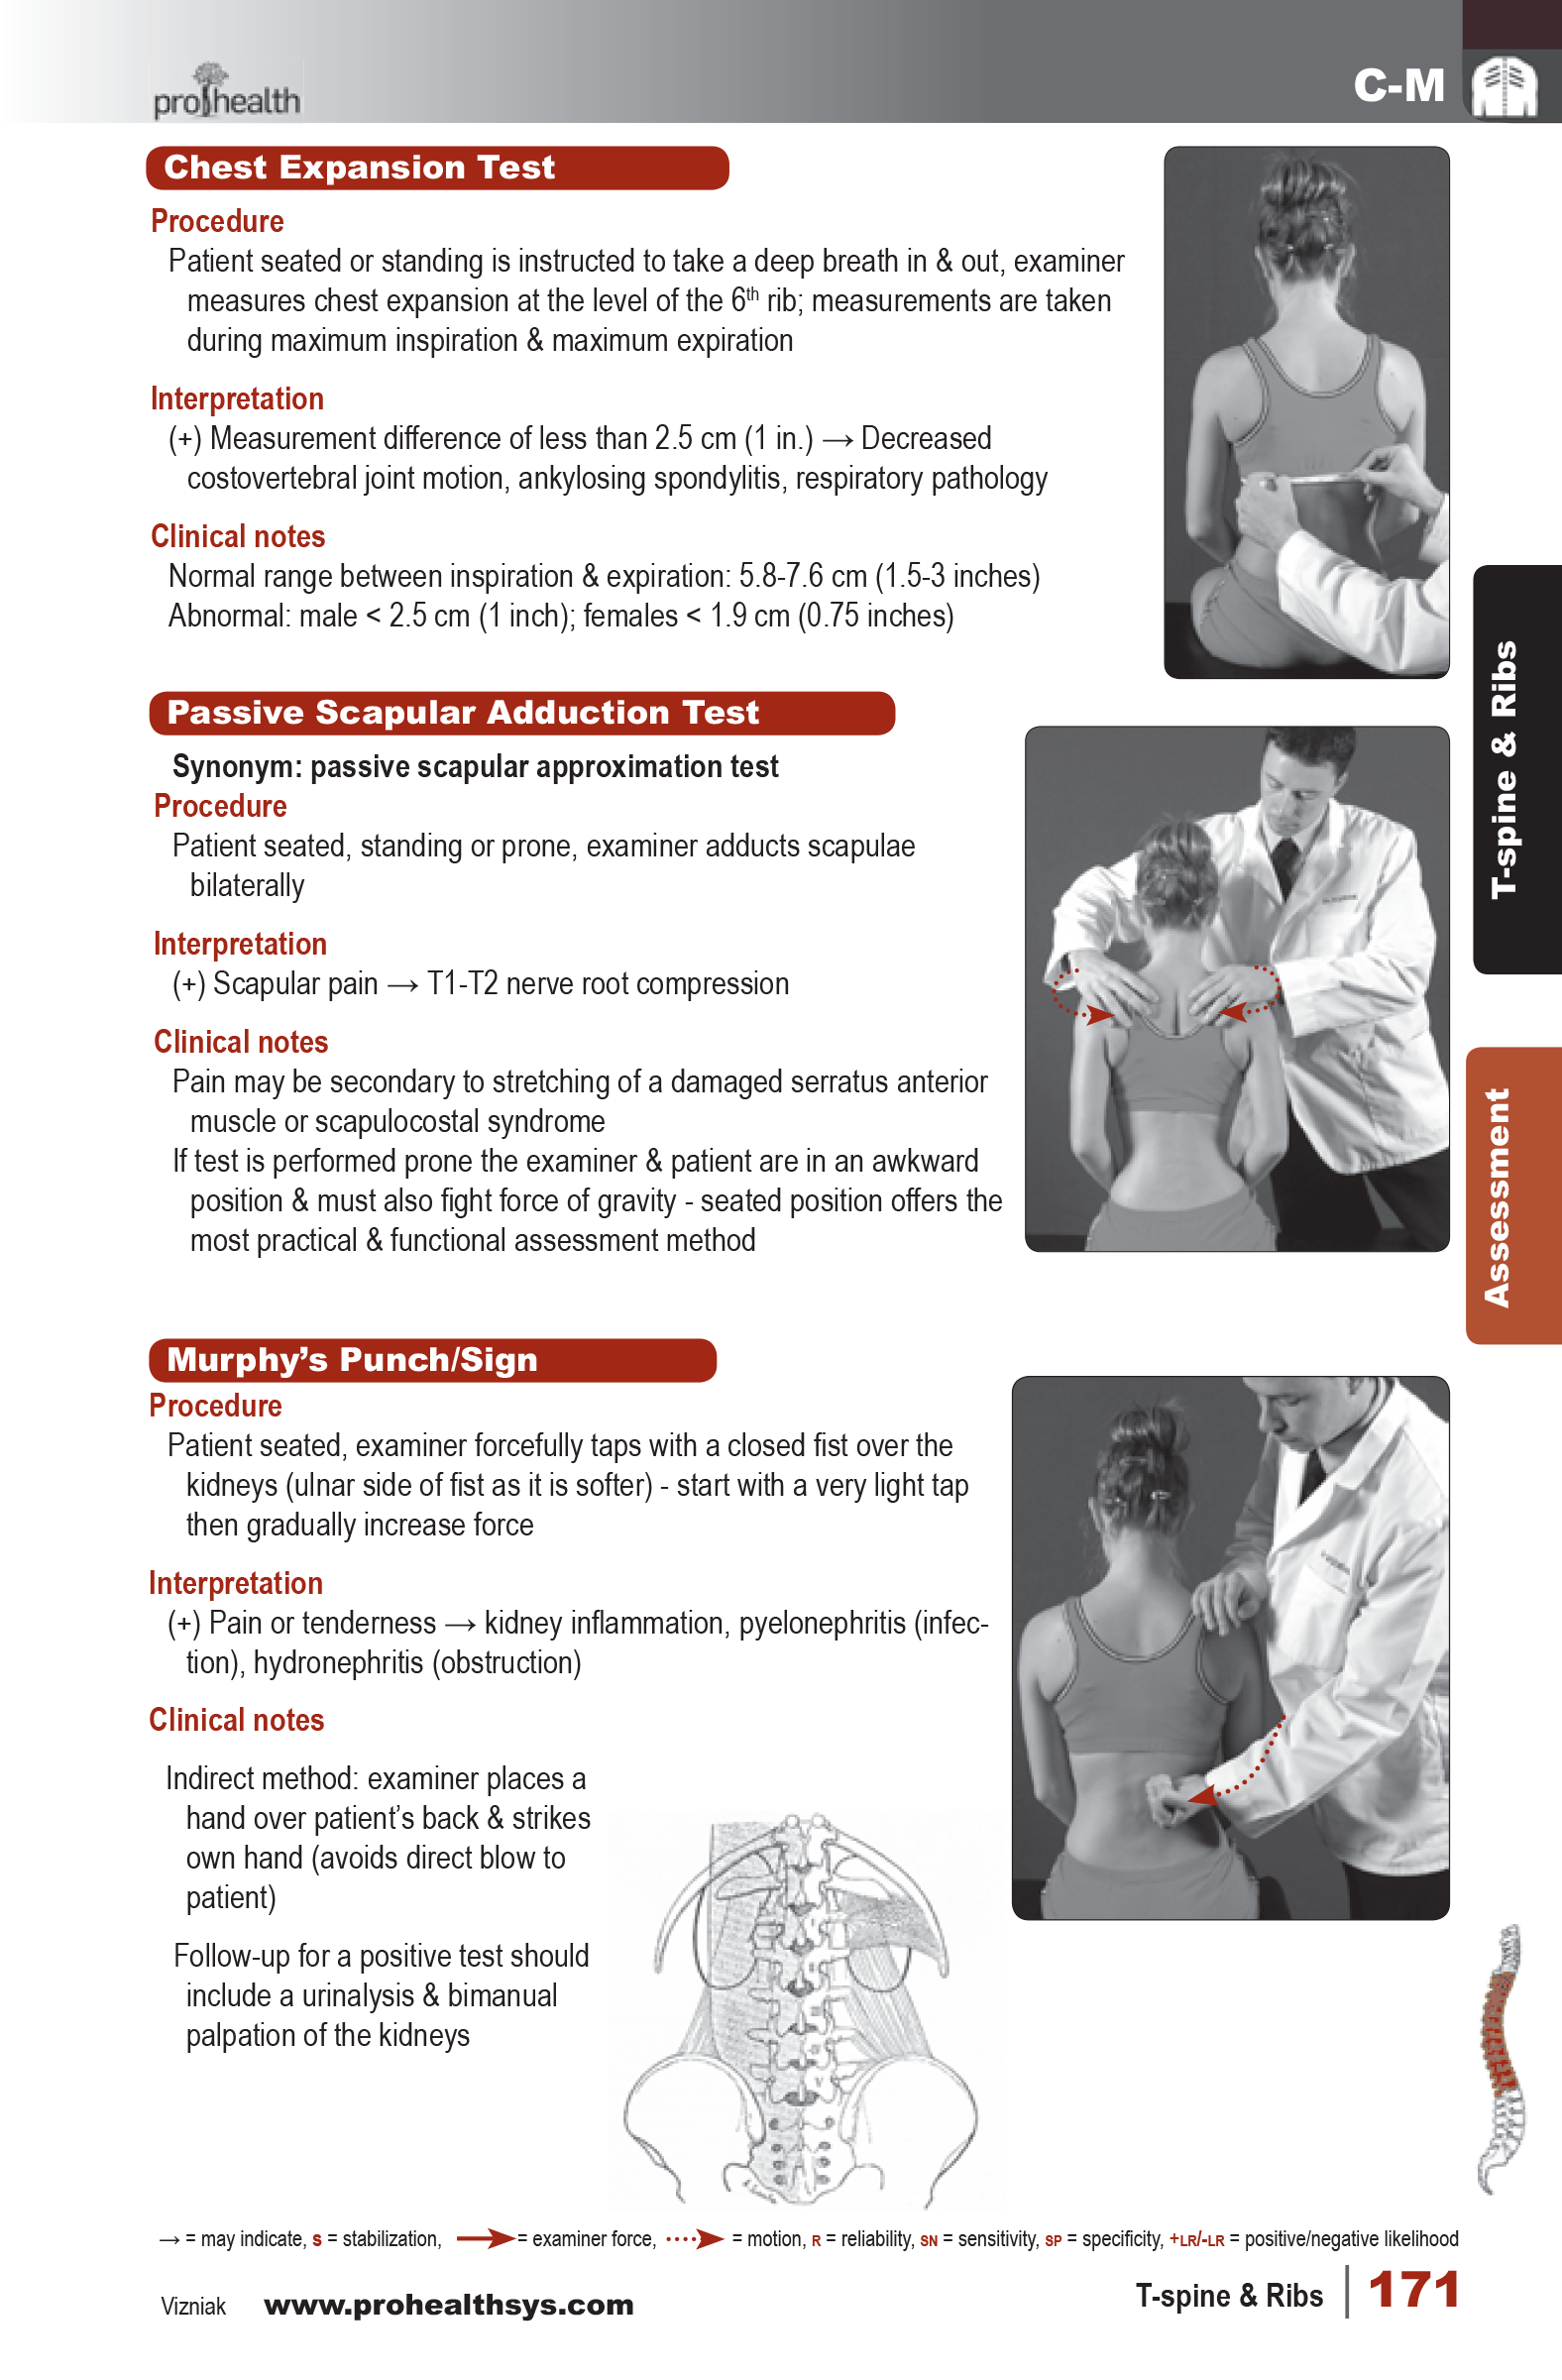 prohealth
C-M
Chest Expansion Test
Procedure
Patient seated or standing is instructed to take a deep breath in & out, examiner
measures chest expansion at the level of the 6th rib; measurements are taken
during maximum inspiration & maximum expiration
Interpretation
(+) Measurement difference of less than 2.5 cm (1 in.) → Decreased
costovertebral joint motion, ankylosing spondylitis, respiratory pathology
Clinical notes
Normal range between inspiration & expiration: 5.8-7.6 cm (1.5-3 inches)
Abnormal: male < 2.5 cm (1 inch); females < 1.9 cm (0.75 inches)
Passive Scapular Adduction Test
Synonym: passive scapular approximation test
Procedure
Patient seated, standing or prone, examiner adducts scapulae
bilaterally
Interpretation
(+) Scapular pain → T1-T2 nerve root compression
Clinical notes
Pain may be secondary to stretching of a damaged serratus anterior
muscle or scapulocostal syndrome
If test is performed prone the examiner & patient are in an awkward
position & must also fight force of gravity - seated position offers the
most practical & functional assessment method
Murphy's Punch/Sign
Procedure
Patient seated, examiner forcefully taps with a closed fist over the
kidneys (ulnar side of fist as it is softer) - start with a very light tap
then gradually increase force
Interpretation
(+) Pain or tenderness → kidney inflammation, pyelonephritis (infec-
tion), hydronephritis (obstruction)
Clinical notes
Indirect method: examiner places a
hand over patient's back & strikes
own hand (avoids direct blow to
patient)
Follow-up for a positive test should
include a urinalysis & bimanual
palpation of the kidneys
T-spine & Ribs
Assessment
→ = may indicate, S = stabilization, = examiner force, = motion, R = reliability, SN = sensitivity, SP = specificity, +LR/-LR = positive/negative likelihood
Vizniak www.prohealthsys.com
T-spine & Ribs 171